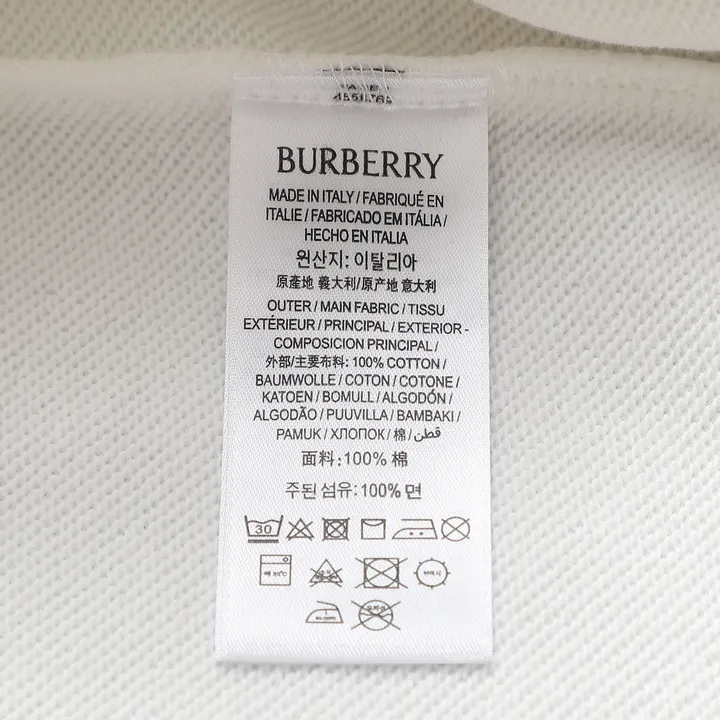 BURBERRY
MADE IN ITALY / FABRIQUÉ EN
ITALIE / FABRICADO EM ITÁLIA /
HECHO EN ITALIA
원산지: 이탈리아
原產地 義大利/原产地 意大利
OUTER / MAIN FABRIC / TISSU
EXTÉRIEUR / PRINCIPAL / EXTERIOR -
COMPOSICION PRINCIPAL /
外部/主要布料: 100% COTTON /
BAUMWOLLE / COTON / COTONE /
KATOEN / BOMULL / ALGODÓN /
ALGODÃO / PUUVILLA / BAMBAKI /
PAMUK / ХЛОПОК / 棉/ قطن
面料: 100% 棉
주된 섬유: 100% 면
30